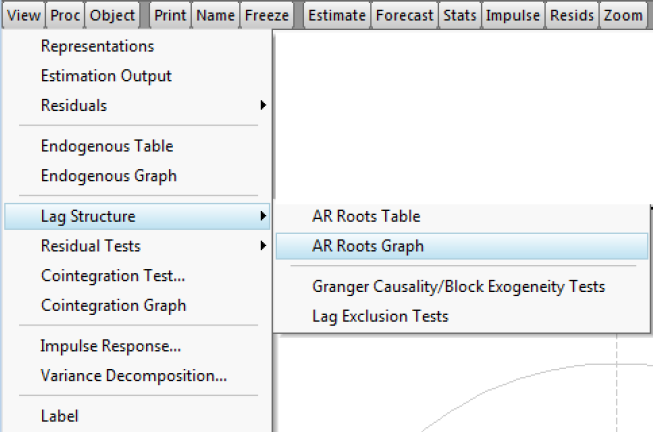 View Proc Object Print Name Freeze Estimate Forecast Stats Impulse Resids Zoom
Representations
Estimation Output
Residuals
Endogenous Table
Endogenous Graph
Lag Structure
Residual Tests
Cointegration Test...
Cointegration Graph
Impulse Response...
Variance Decomposition...
Label
AR Roots Table
AR Roots Graph
Granger Causality/Block Exogeneity Tests
Lag Exclusion Tests